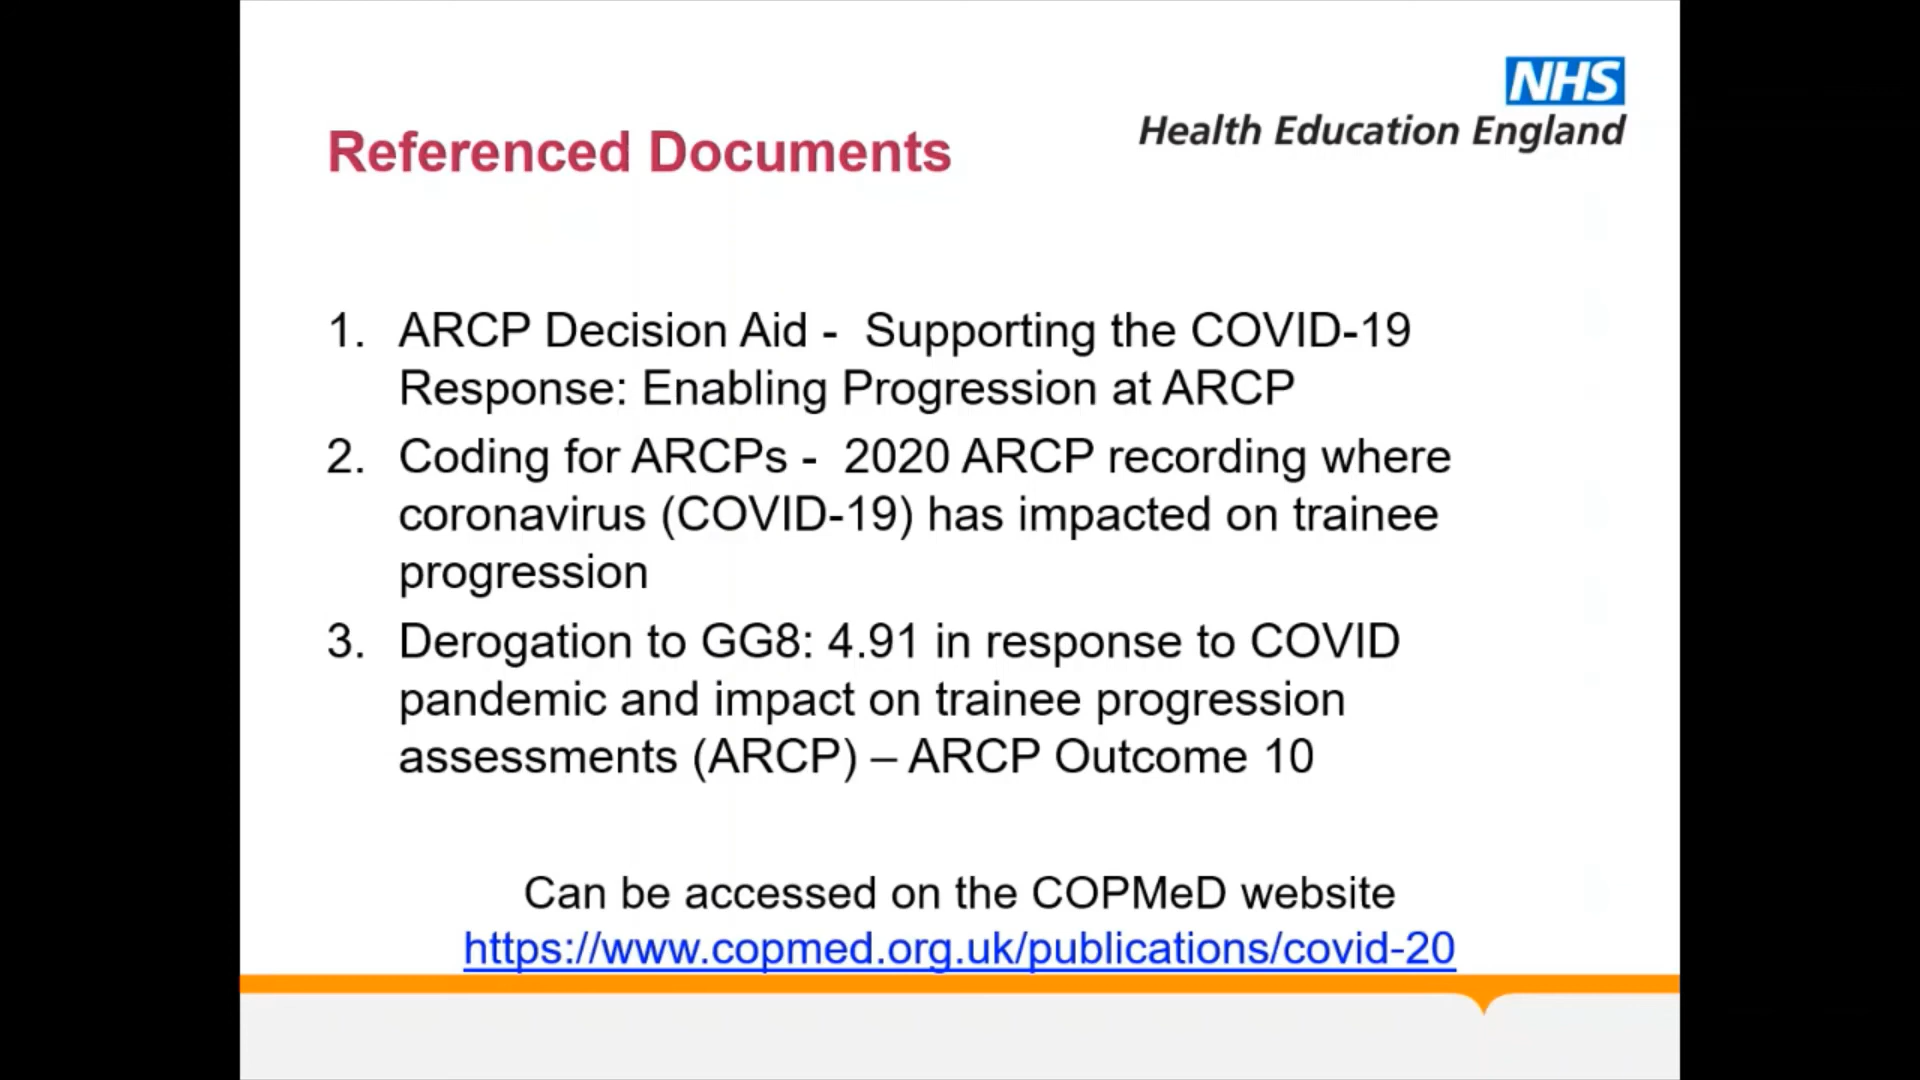 NHS
Health Education England
Referenced Documents
1. ARCP Decision Aid - Supporting the COVID-19
Response: Enabling Progression at ARCP
2. Coding for ARCPs - 2020 ARCP recording where
coronavirus (COVID-19) has impacted on trainee
progression
3. Derogation to GG8: 4.91 in response to COVID
pandemic and impact on trainee progression
assessments (ARCP) – ARCP Outcome 10
Can be accessed on the COPMeD website
https://www.copmed.org.uk/publications/covid-20